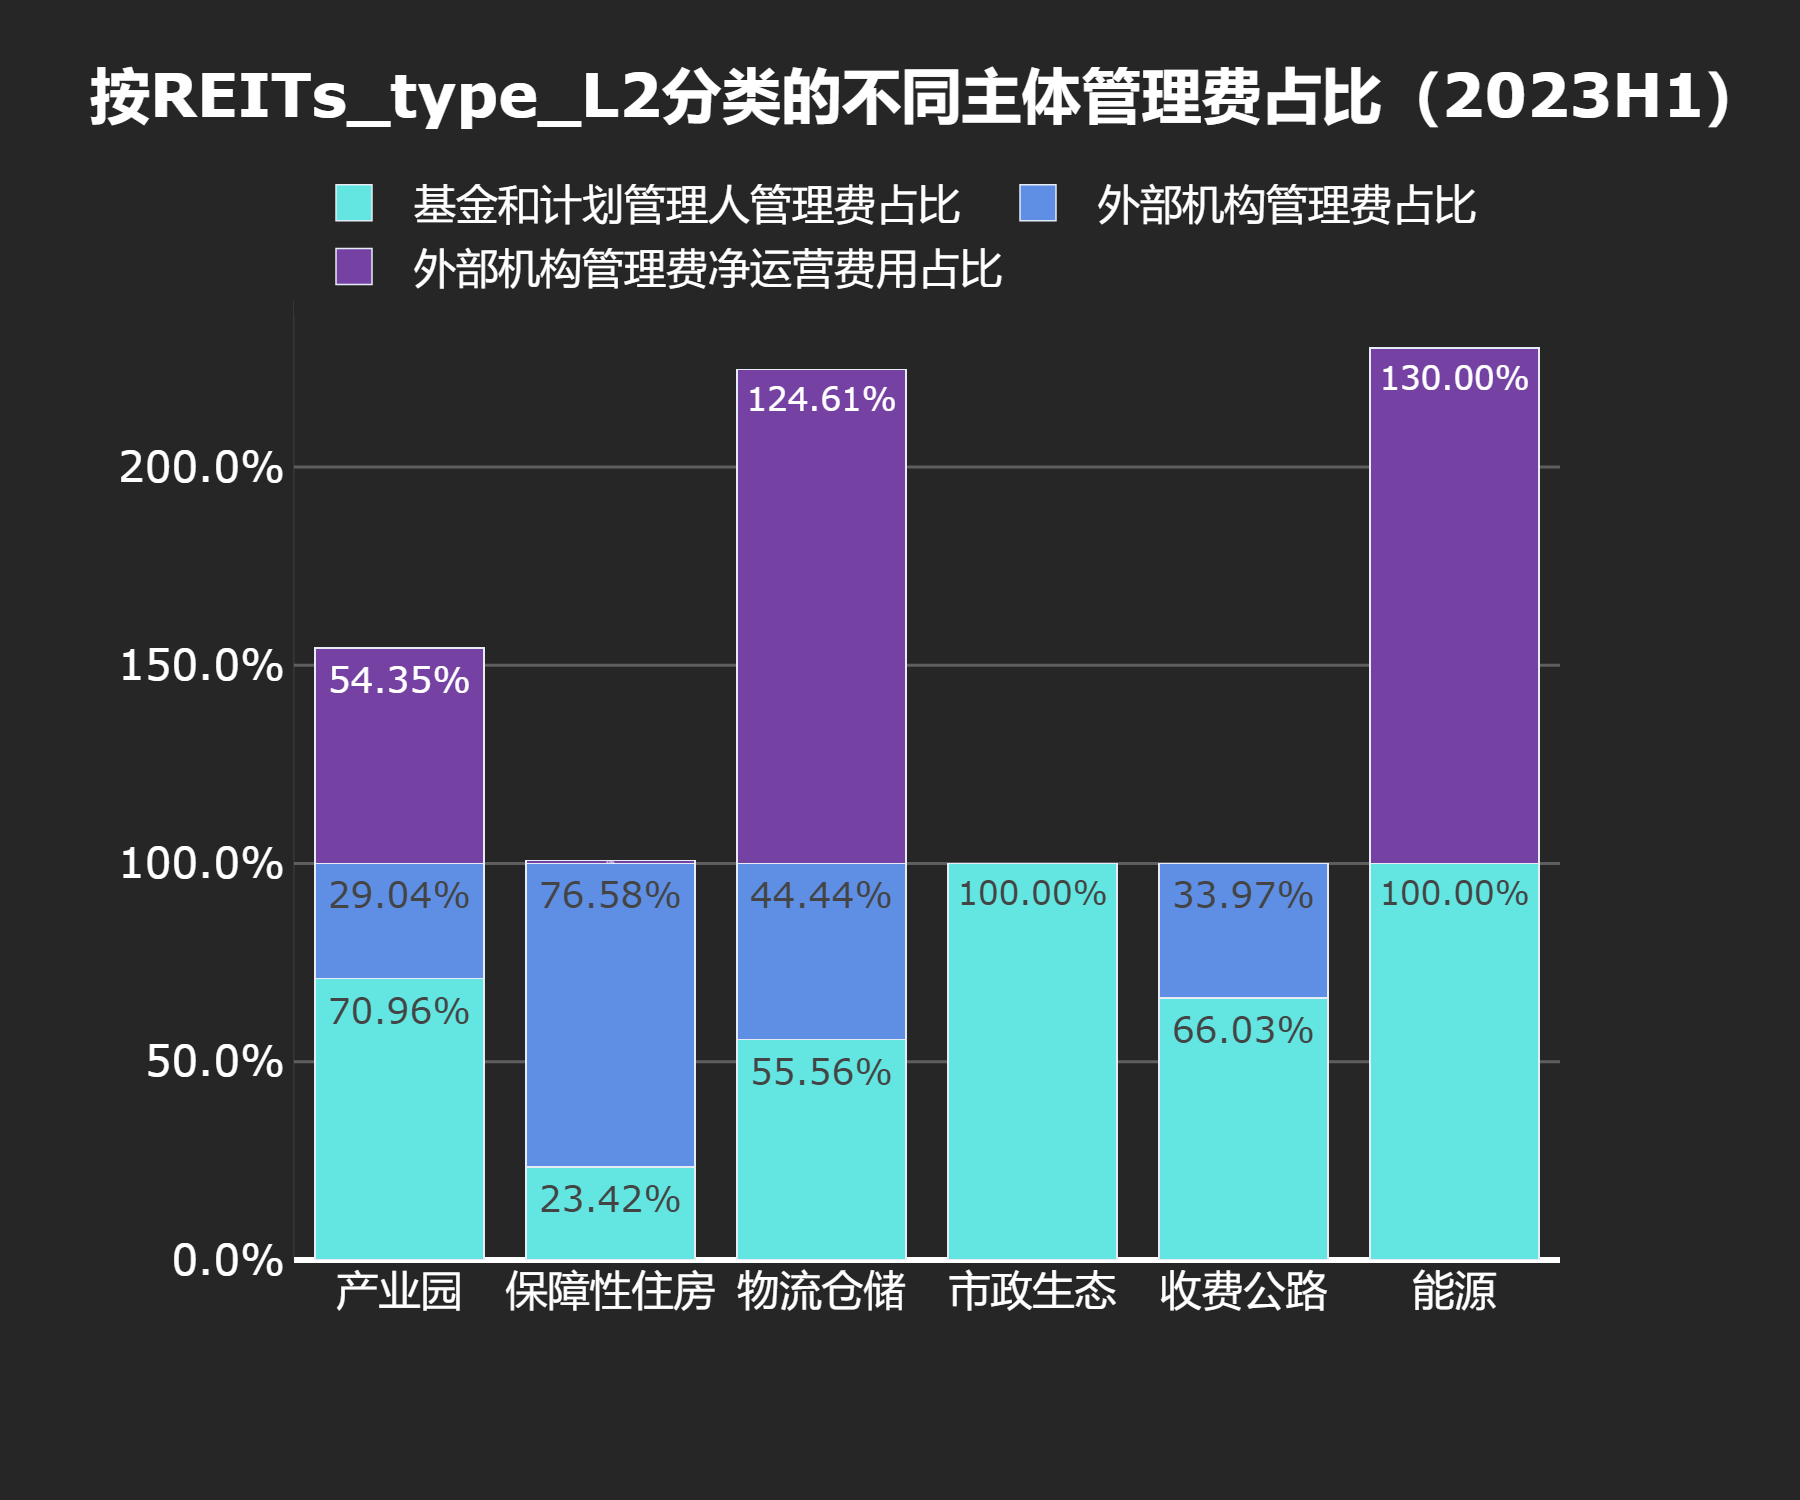 按REITs_type_L2分类的不同主体管理费占比（2023H1）
基金和计划管理人管理费占比 外部机构管理费占比
外部机构管理费净运营费用占比
130.00%
124.61%
200.0%
150.0%
54.35%
100.0%
29.04% 76.58% 44.44% 100.00% 33.97% 100.00%
70.96%
66.03%
50.0%
55.56%
23.42%
0.0%
产业园 保障性住房 物流仓储 市政生态 收费公路 能源